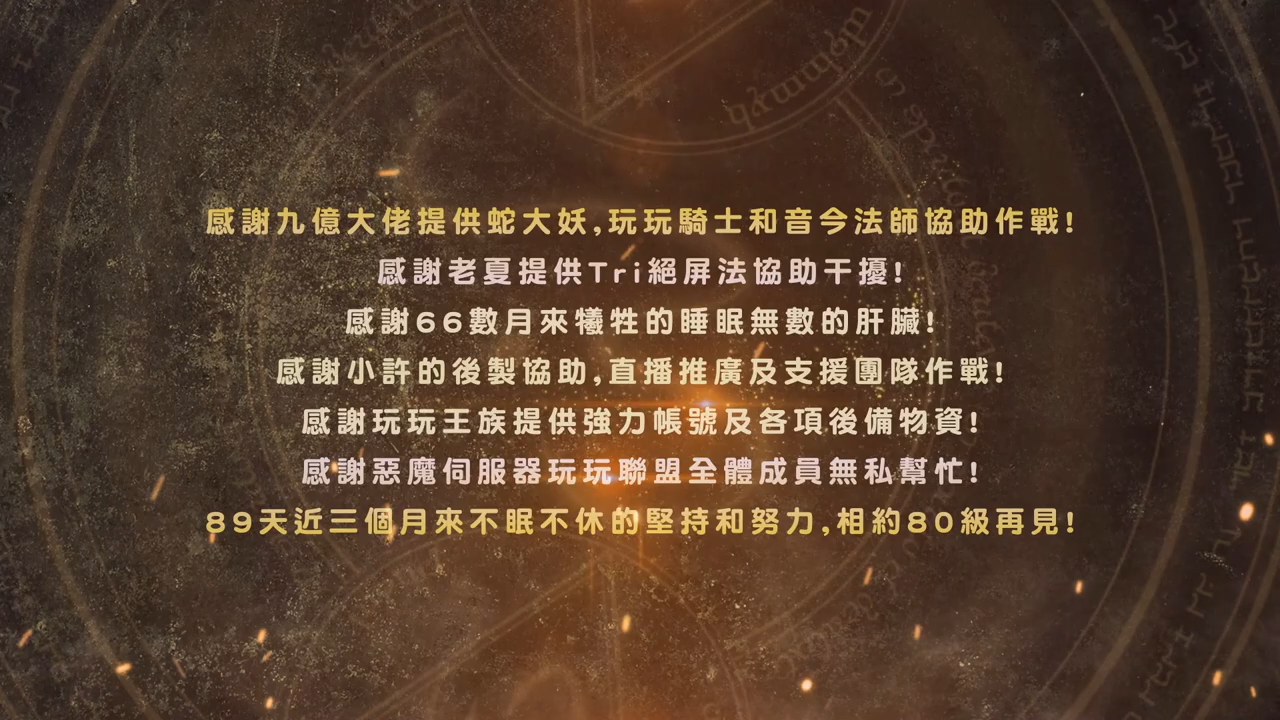 感謝九億大佬提供蛇大妖,玩玩騎士和音今法師協助作戰!
感謝老夏提供Tri絕屏法協助干擾!
感謝66數月來犧牲的睡眠無數的肝臟!
感謝小許的後製協助,直播推廣及支援團隊作戰!
感謝玩玩王族提供強力帳號及各項後備物資!
感謝惡魔伺服器玩玩聯盟全體成員無私幫忙!
89天近三個月來不眠不休的堅持和努力,相約80級再見!